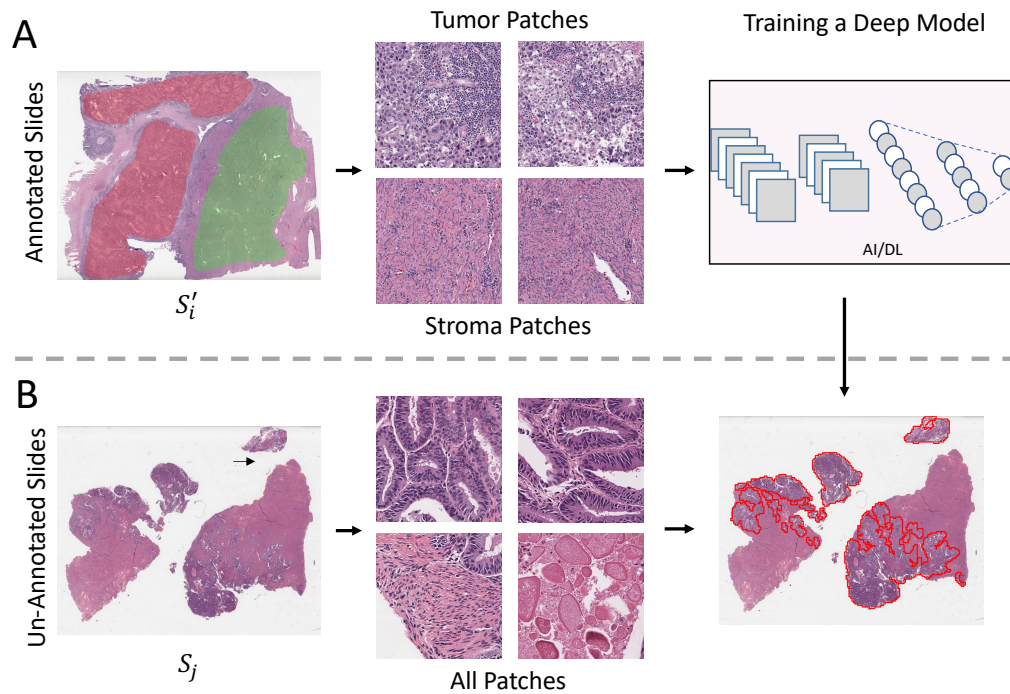 A
Tumor Patches
Training a Deep Model
Annotated Slides
AI/DL
S′ᵢ
Stroma Patches
B
Un-Annotated Slides
Sⱼ
All Patches